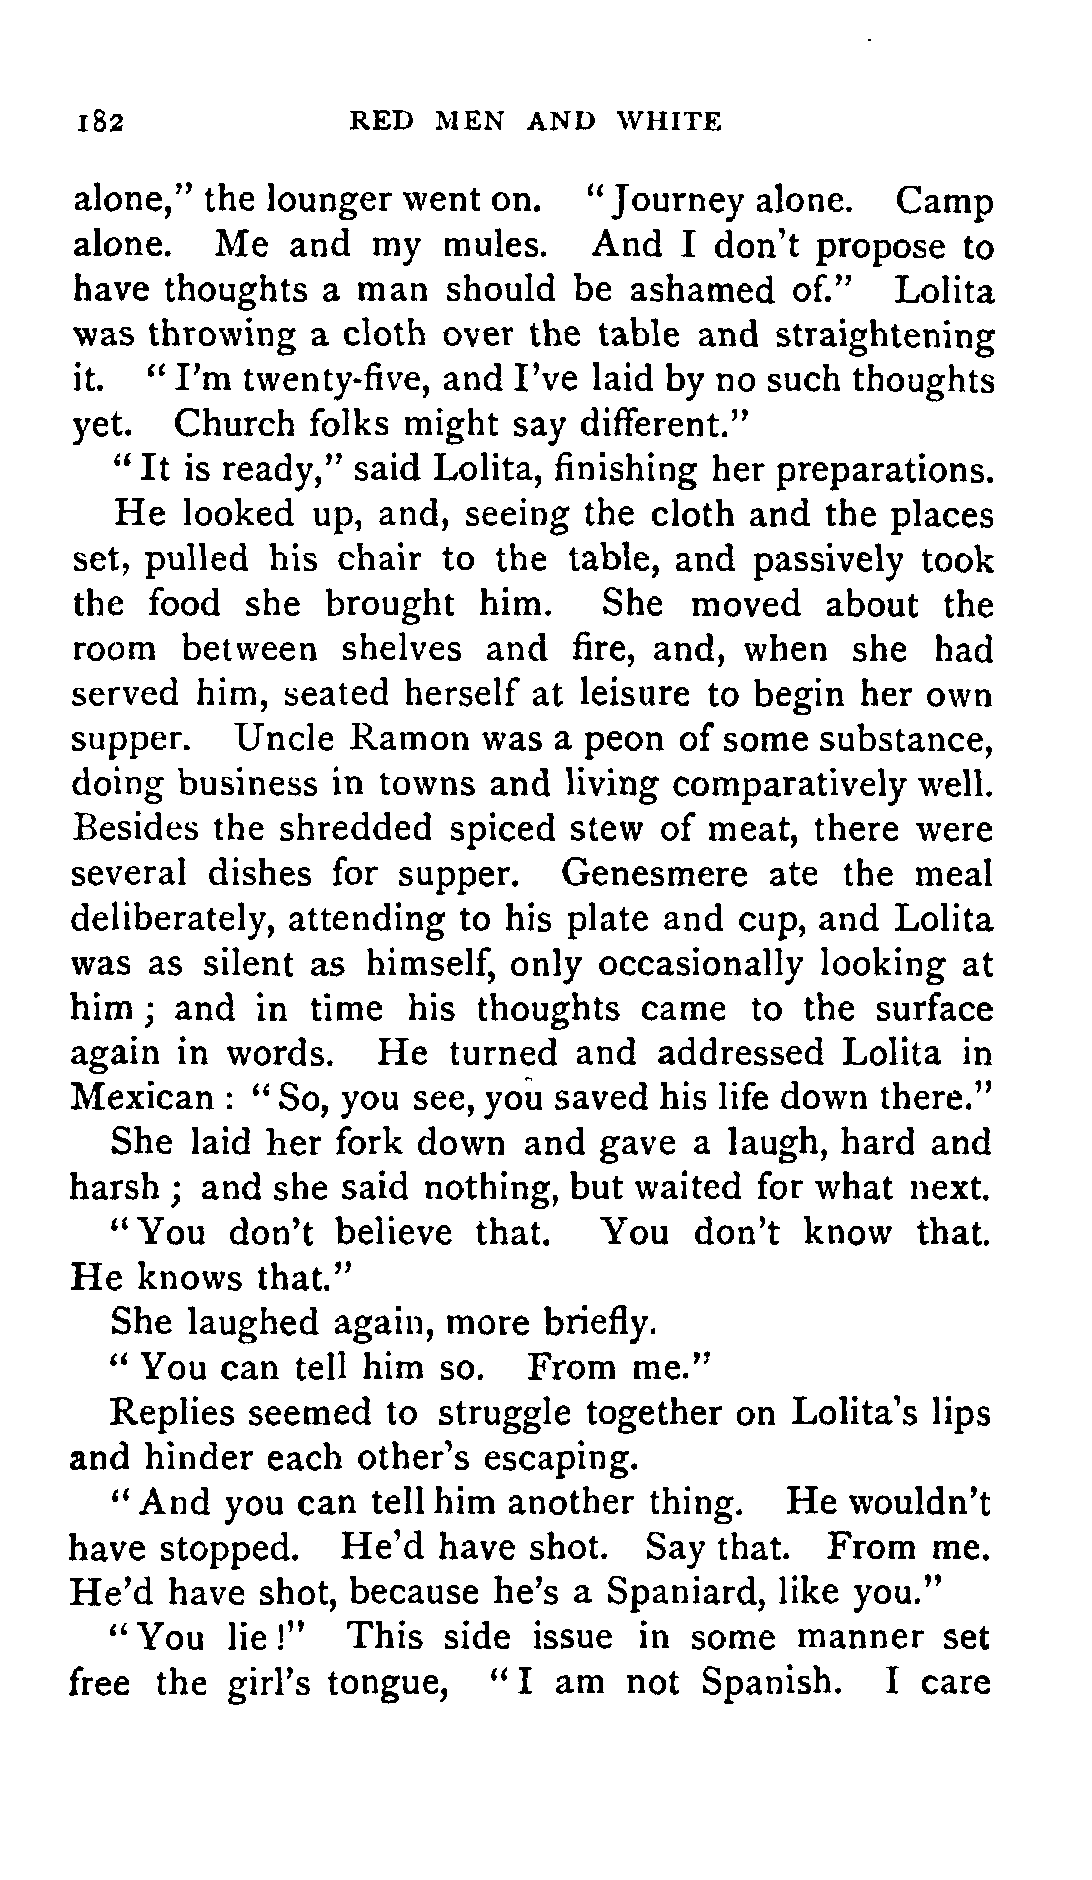 182 RED MEN AND WHITE
alone," the lounger went on. "Journey alone. Camp
alone. Me and my mules. And I don't propose to
have thoughts a man should be ashamed of." Lolita
was throwing a cloth over the table and straightening
it. "I'm twenty-five, and I've laid by no such thoughts
yet. Church folks might say different."
"It is ready," said Lolita, finishing her preparations.
He looked up, and, seeing the cloth and the places
set, pulled his chair to the table, and passively took
the food she brought him. She moved about the
room between shelves and fire, and, when she had
served him, seated herself at leisure to begin her own
supper. Uncle Ramon was a peon of some substance,
doing business in towns and living comparatively well.
Besides the shredded spiced stew of meat, there were
several dishes for supper. Genesmere ate the meal
deliberately, attending to his plate and cup, and Lolita
was as silent as himself, only occasionally looking at
him; and in time his thoughts came to the surface
again in words. He turned and addressed Lolita in
Mexican: "So, you see, you saved his life down there."
She laid her fork down and gave a laugh, hard and
harsh; and she said nothing, but waited for what next.
"You don't believe that. You don't know that.
He knows that."
She laughed again, more briefly.
"You can tell him so. From me."
Replies seemed to struggle together on Lolita's lips
and hinder each other's escaping.
"And you can tell him another thing. He wouldn't
have stopped. He'd have shot. Say that. From me.
He'd have shot, because he's a Spaniard, like you."
"You lie!" This side issue in some manner set
free the girl's tongue, "I am not Spanish. I care